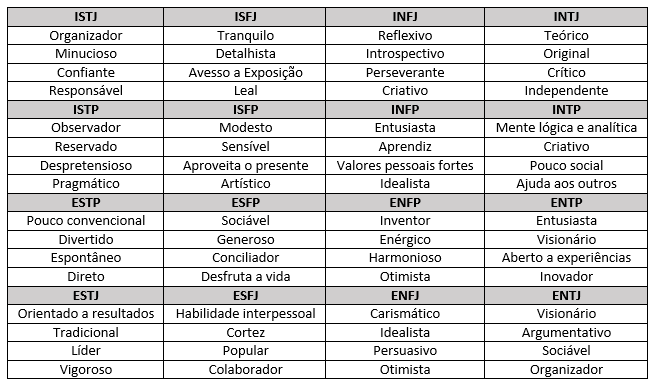 ISTJ ISFJ INFJ INTJ
Organizador Tranquilo Reflexivo Teórico
Minucioso Detalhista Introspectivo Original
Confiante Avesso a Exposição Perseverante Crítico
Responsável Leal Criativo Independente
ISTP ISFP INFP INTP
Observador Modesto Entusiasta Mente lógica e analítica
Reservado Sensível Aprendiz Criativo
Despretensioso Aproveita o presente Valores pessoais fortes Pouco social
Pragmático Artístico Idealista Ajuda aos outros
ESTP ESFP ENFP ENTP
Pouco convencional Sociável Inventor Entusiasta
Divertido Generoso Enérgico Visionário
Espontâneo Conciliador Harmonioso Aberto a experiências
Direto Desfruta a vida Otimista Inovador
ESTJ ESFJ ENFJ ENTJ
Orientado a resultados Habilidade interpessoal Carismático Visionário
Tradicional Cortez Idealista Argumentativo
Líder Popular Persuasivo Sociável
Vigoroso Colaborador Otimista Organizador